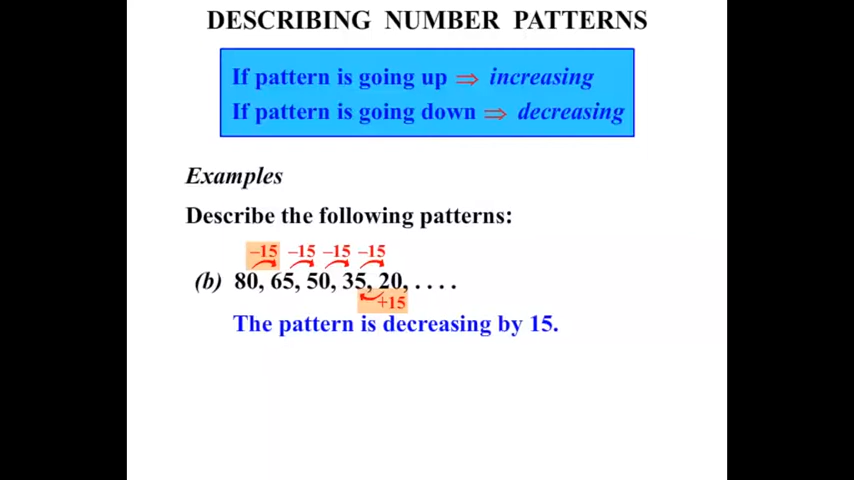 DESCRIBING NUMBER PATTERNS
If pattern is going up ⇒ increasing
If pattern is going down ⇒ decreasing
Examples
Describe the following patterns:
–15 –15 –15 –15
(b) 80, 65, 50, 35, 20, . . . .
+15
The pattern is decreasing by 15.